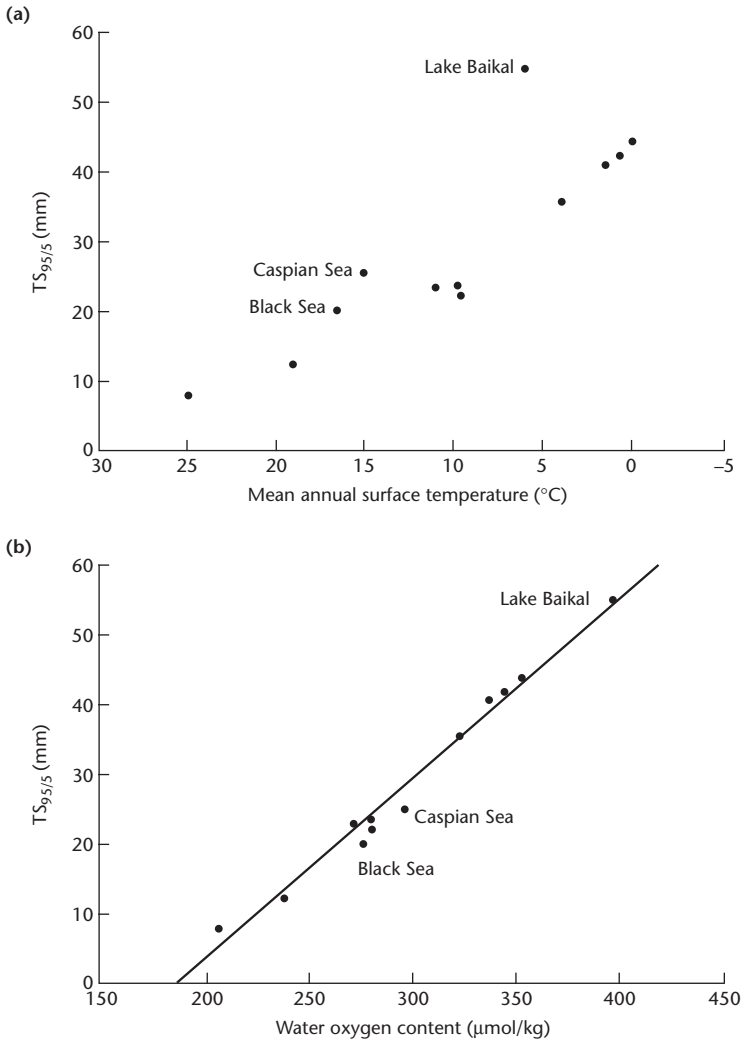 (a)
60
50
40
30
20
10
0
TS95/5 (mm)
Lake Baikal
Caspian Sea
Black Sea
30 25 20 15 10 5 0 –5
Mean annual surface temperature (°C)
(b)
60
50
40
30
20
10
0
TS95/5 (mm)
Lake Baikal
Caspian Sea
Black Sea
150 200 250 300 350 400 450
Water oxygen content (μmol/kg)